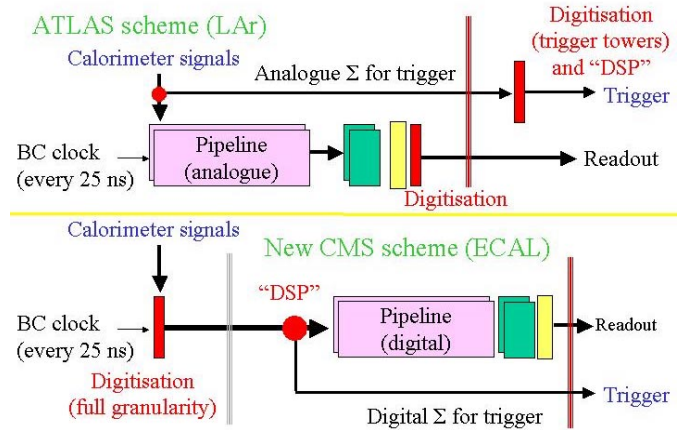 ATLAS scheme (LAr)
Digitisation
(trigger towers)
and “DSP”
Calorimeter signals
Analogue Σ for trigger
Trigger
BC clock
(every 25 ns)
Pipeline
(analogue)
Readout
Digitisation
Calorimeter signals
New CMS scheme (ECAL)
“DSP”
BC clock
(every 25 ns)
Pipeline
(digital)
Readout
Digitisation
(full granularity)
Trigger
Digital Σ for trigger